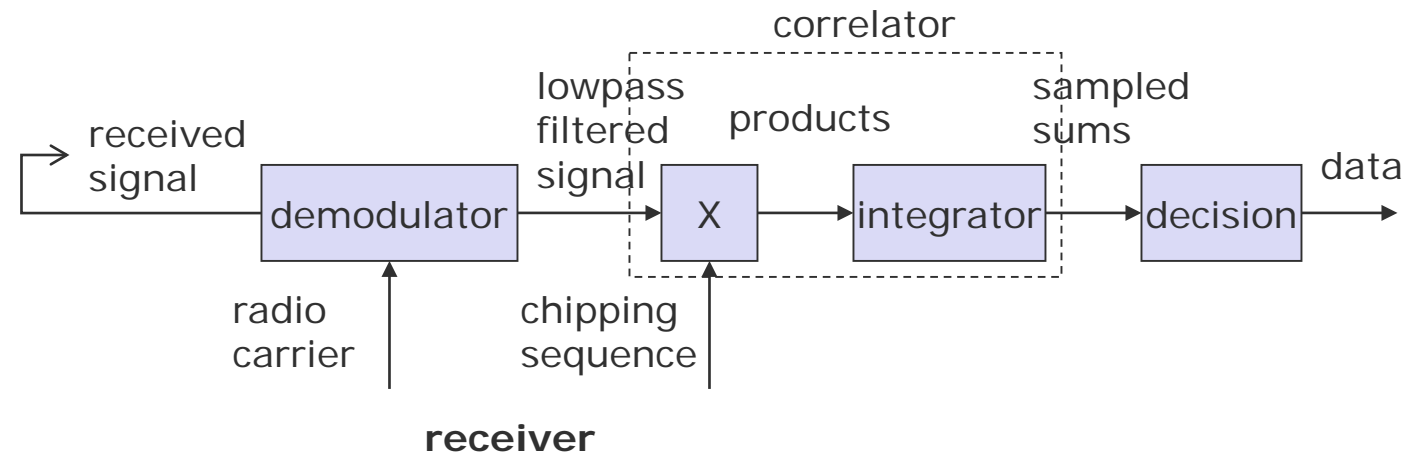 correlator
lowpass
filtered
signal
products
sampled
sums
received
signal
data
demodulator
X
integrator
decision
radio
carrier
chipping
sequence
receiver